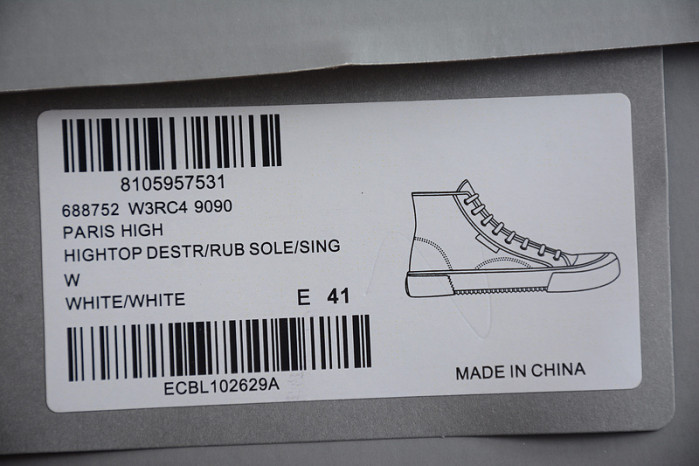 8105957531
688752 W3RC4 9090
PARIS HIGH
HIGHTOP DESTR/RUB SOLE/SING
W
WHITE/WHITE E 41
ECBL102629A
MADE IN CHINA